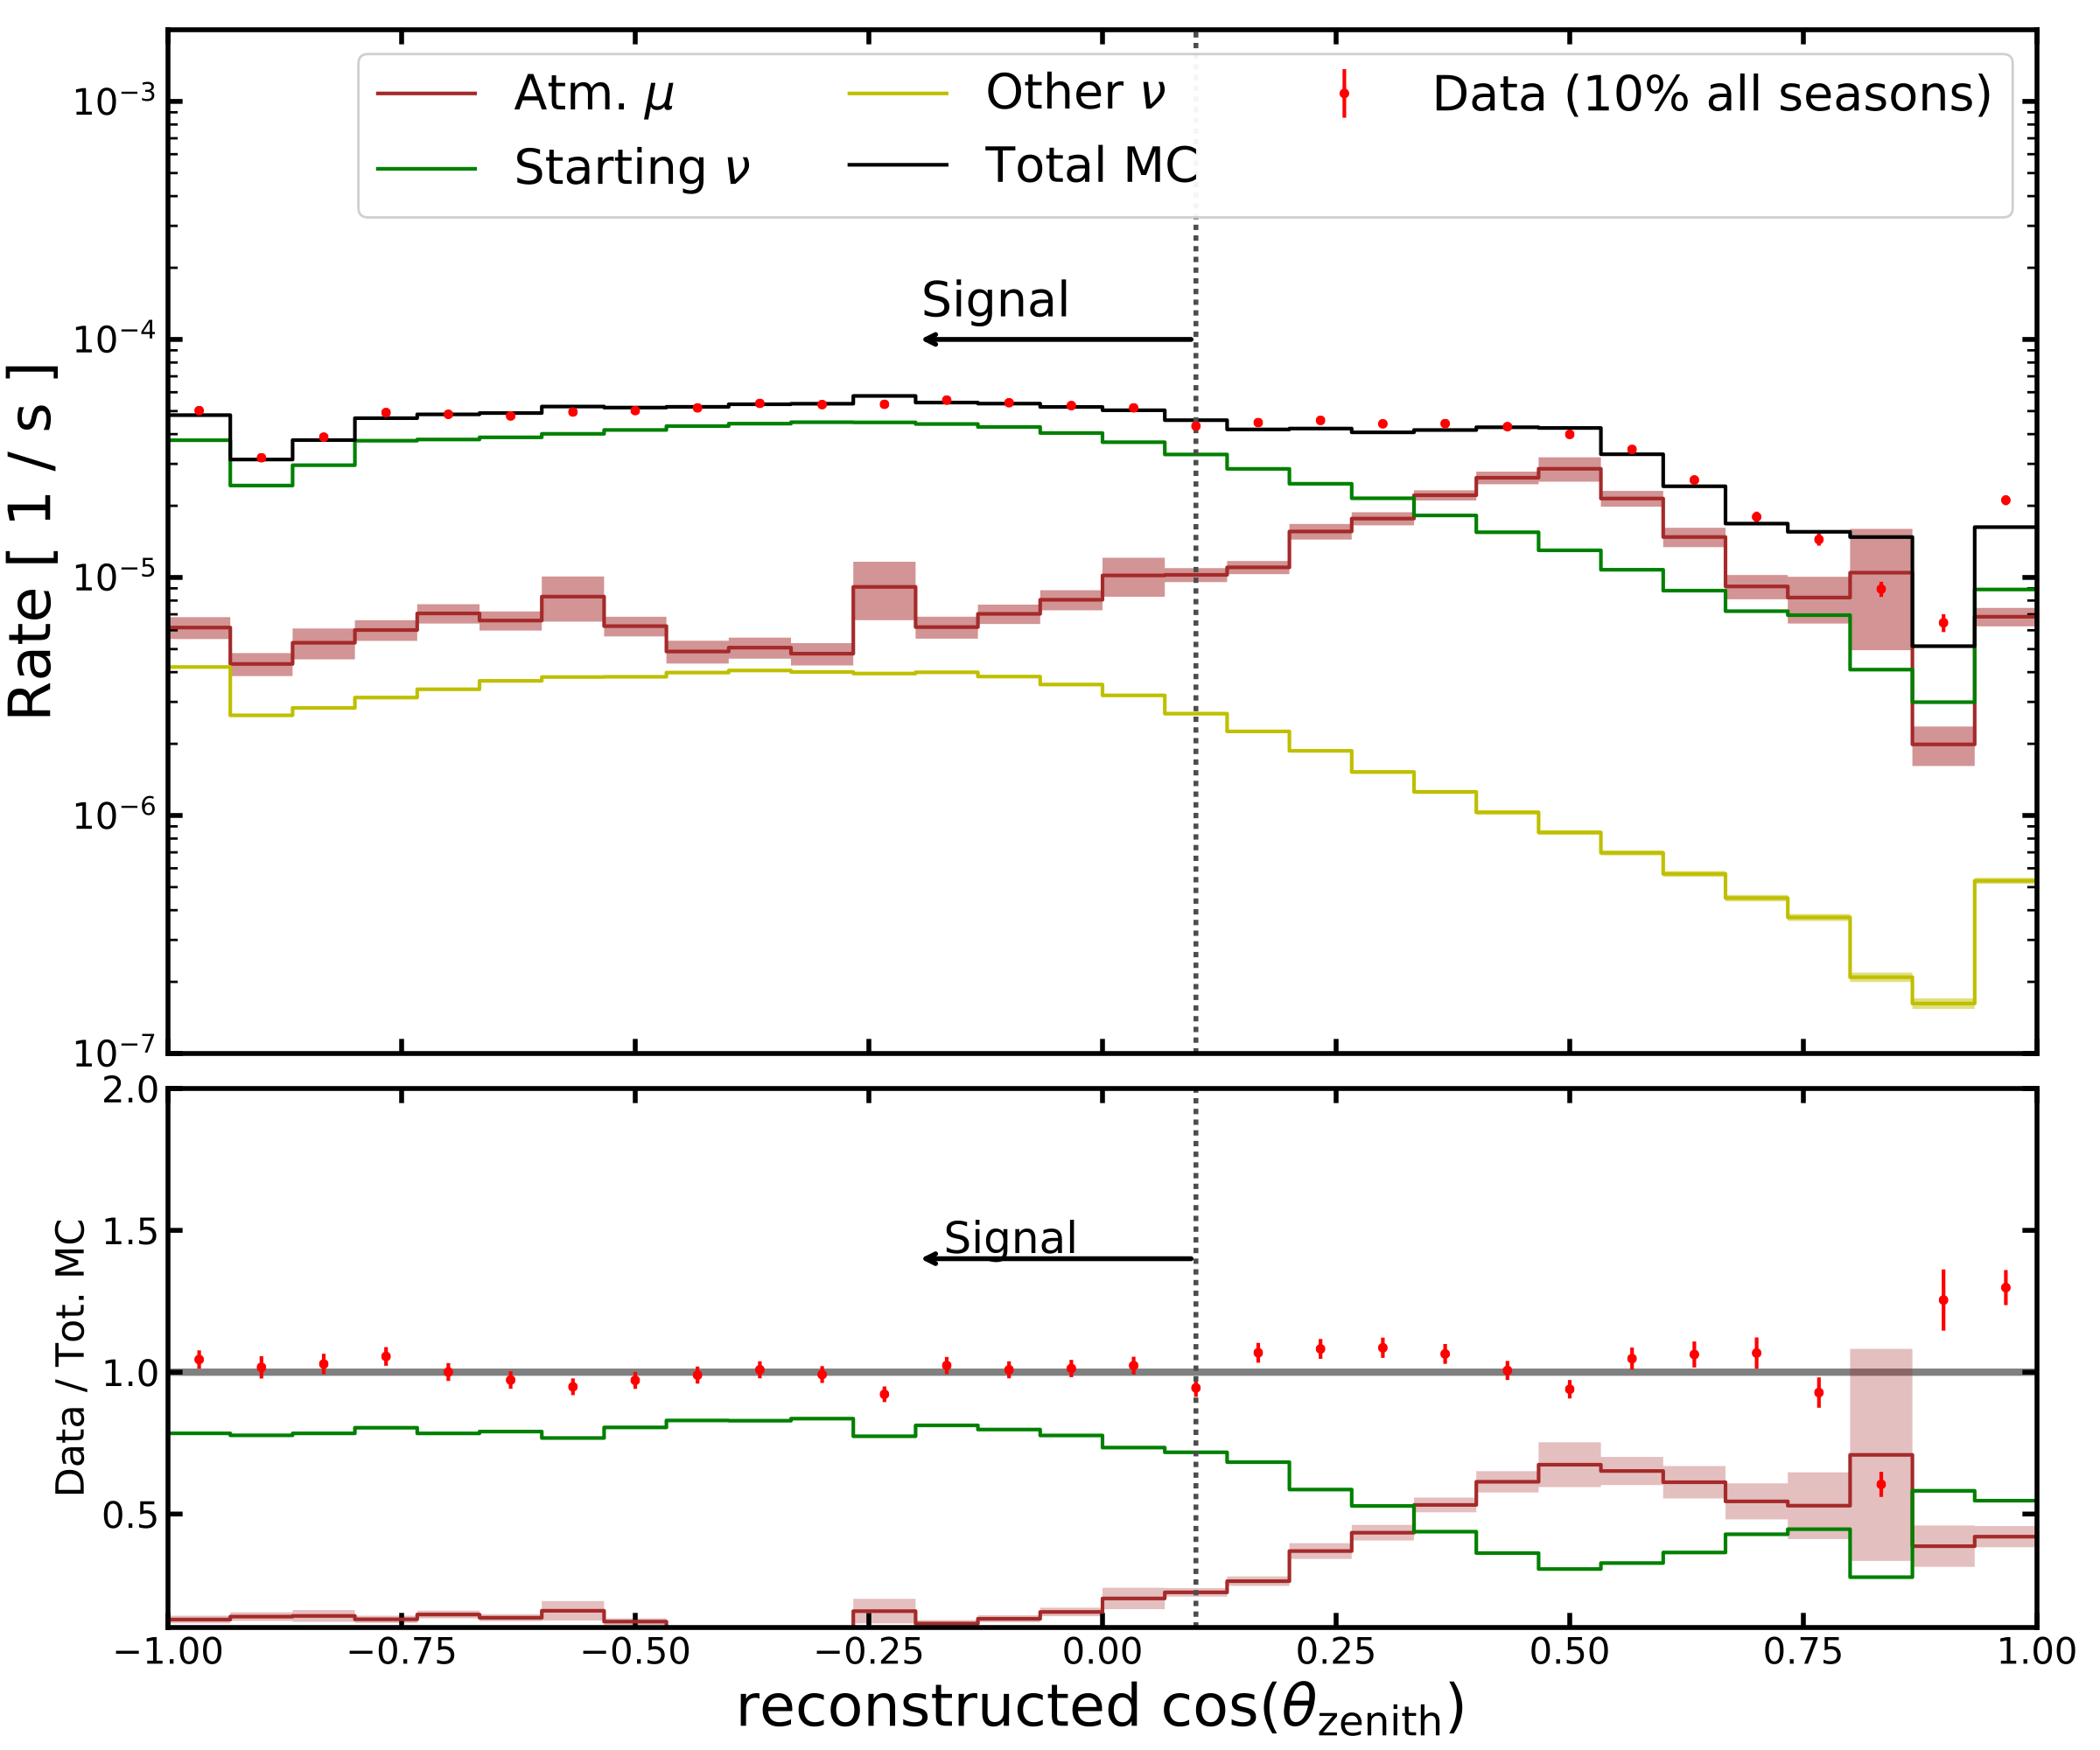 Atm. μ
Starting ν
Other ν
Total MC
Data (10% all seasons)
Rate [ 1 / s ]
10⁻³
10⁻⁴
10⁻⁵
10⁻⁶
10⁻⁷
Signal
Data / Tot. MC
2.0
1.5
1.0
0.5
Signal
−1.00 −0.75 −0.50 −0.25 0.00 0.25 0.50 0.75 1.00
reconstructed cos(θzenith)